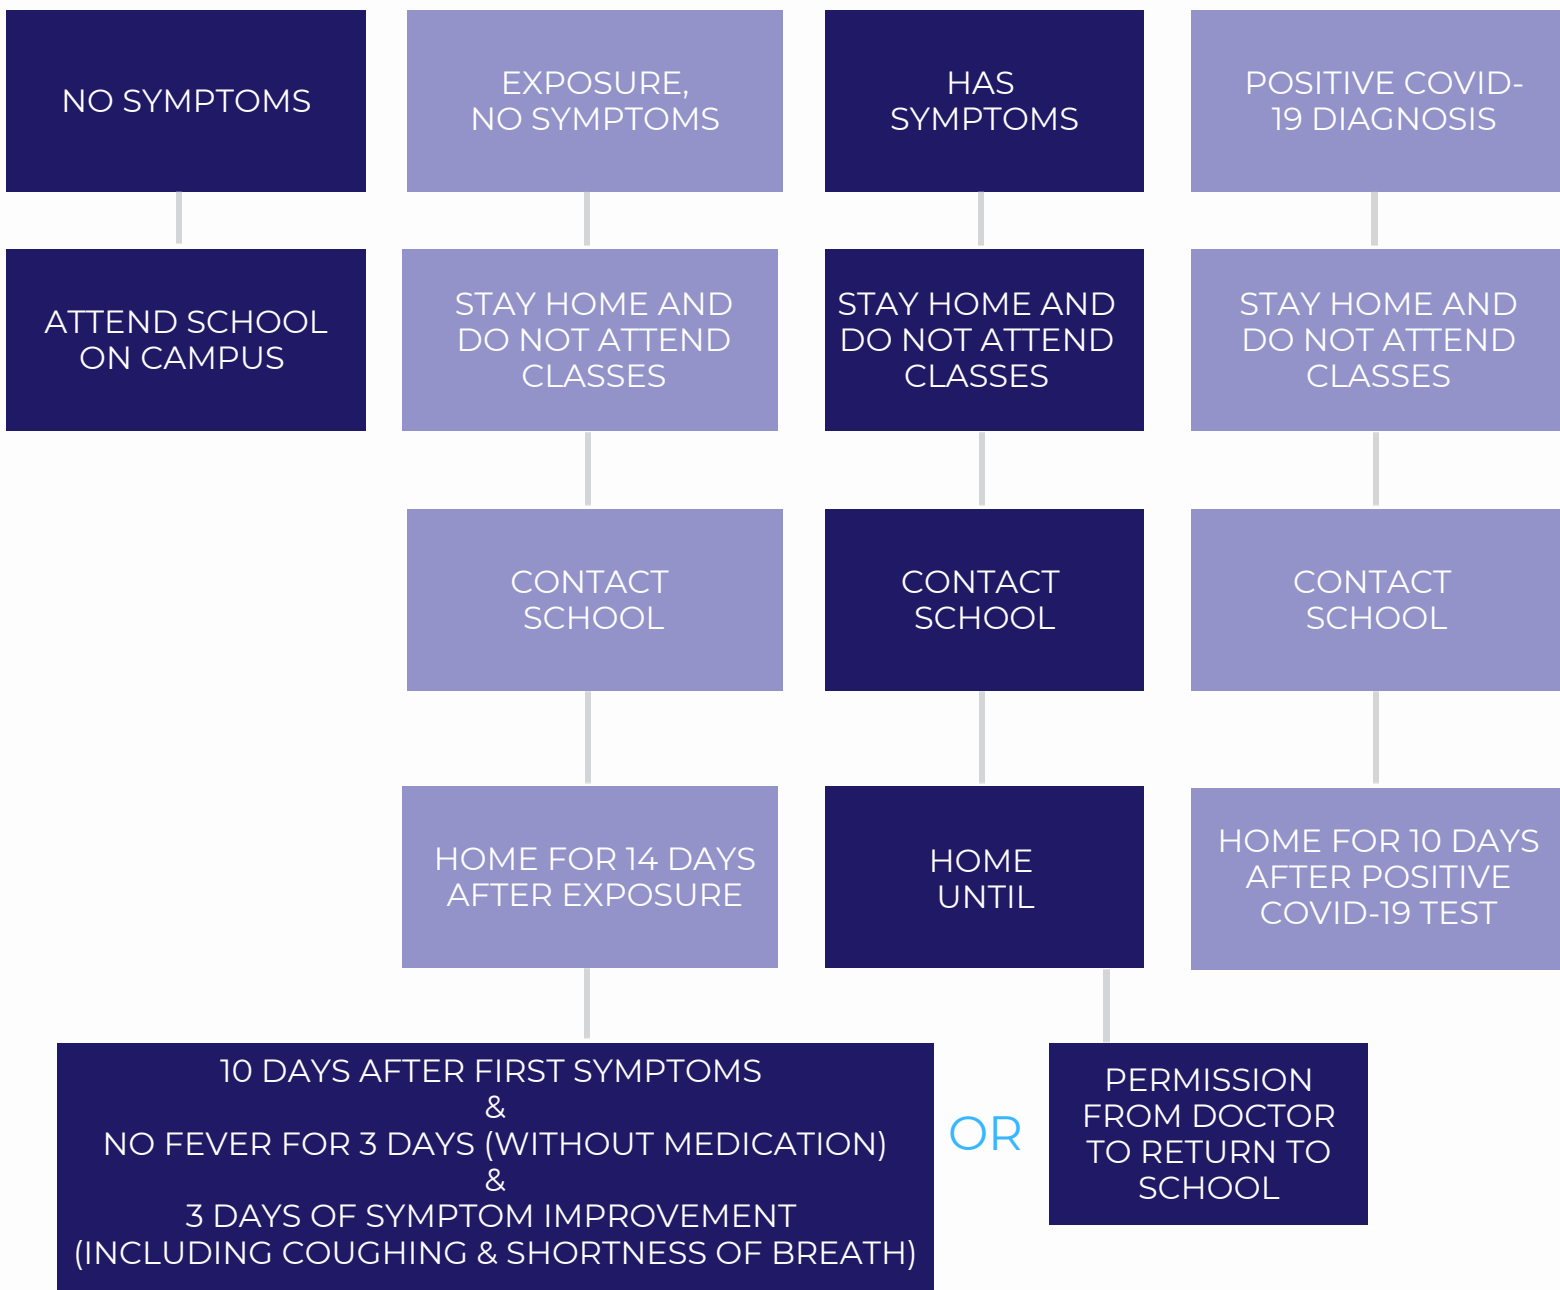 NO SYMPTOMS
EXPOSURE,
NO SYMPTOMS
HAS
SYMPTOMS
POSITIVE COVID-
19 DIAGNOSIS
ATTEND SCHOOL
ON CAMPUS
STAY HOME AND
DO NOT ATTEND
CLASSES
STAY HOME AND
DO NOT ATTEND
CLASSES
STAY HOME AND
DO NOT ATTEND
CLASSES
CONTACT
SCHOOL
CONTACT
SCHOOL
CONTACT
SCHOOL
HOME FOR 14 DAYS
AFTER EXPOSURE
HOME
UNTIL
HOME FOR 10 DAYS
AFTER POSITIVE
COVID-19 TEST
10 DAYS AFTER FIRST SYMPTOMS
&
NO FEVER FOR 3 DAYS (WITHOUT MEDICATION)
&
3 DAYS OF SYMPTOM IMPROVEMENT
(INCLUDING COUGHING & SHORTNESS OF BREATH)
OR
PERMISSION
FROM DOCTOR
TO RETURN TO
SCHOOL